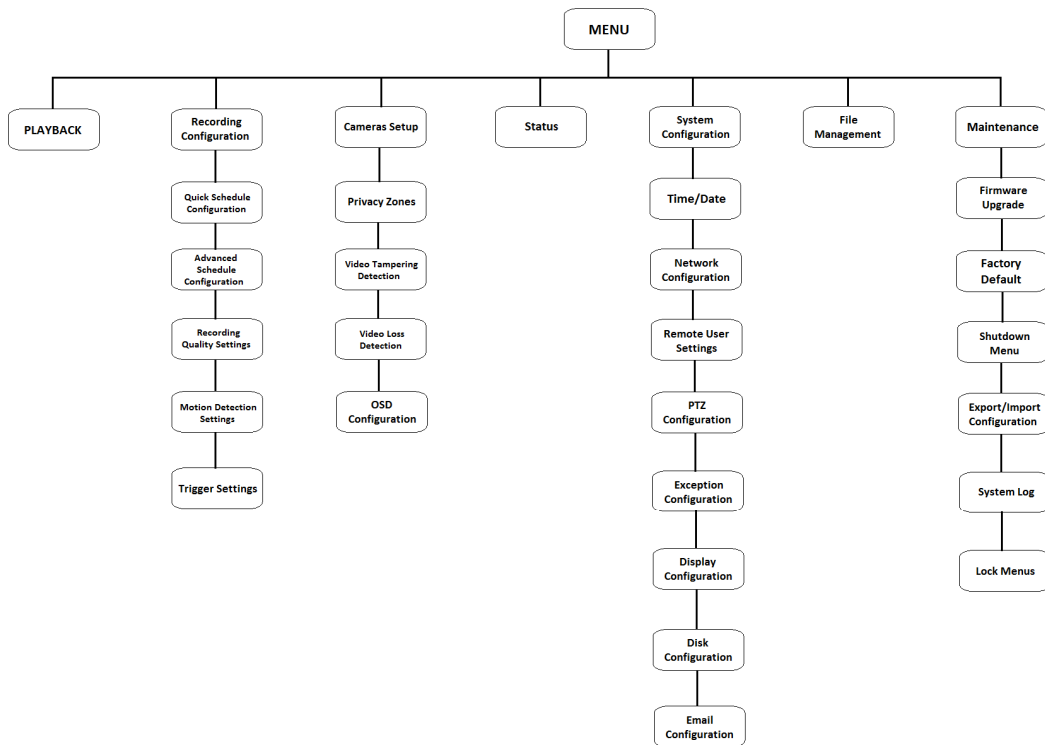 MENU
PLAYBACK
Recording
Configuration
Quick Schedule
Configuration
Advanced
Schedule
Configuration
Recording
Quality Settings
Motion Detection
Settings
Trigger Settings
Cameras Setup
Privacy Zones
Video Tampering
Detection
Video Loss
Detection
OSD
Configuration
Status
System
Configuration
Time/Date
Network
Configuration
Remote User
Settings
PTZ
Configuration
Exception
Configuration
Display
Configuration
Disk
Configuration
Email
Configuration
File
Management
Maintenance
Firmware
Upgrade
Factory
Default
Shutdown
Menu
Export/Import
Configuration
System Log
Lock Menus